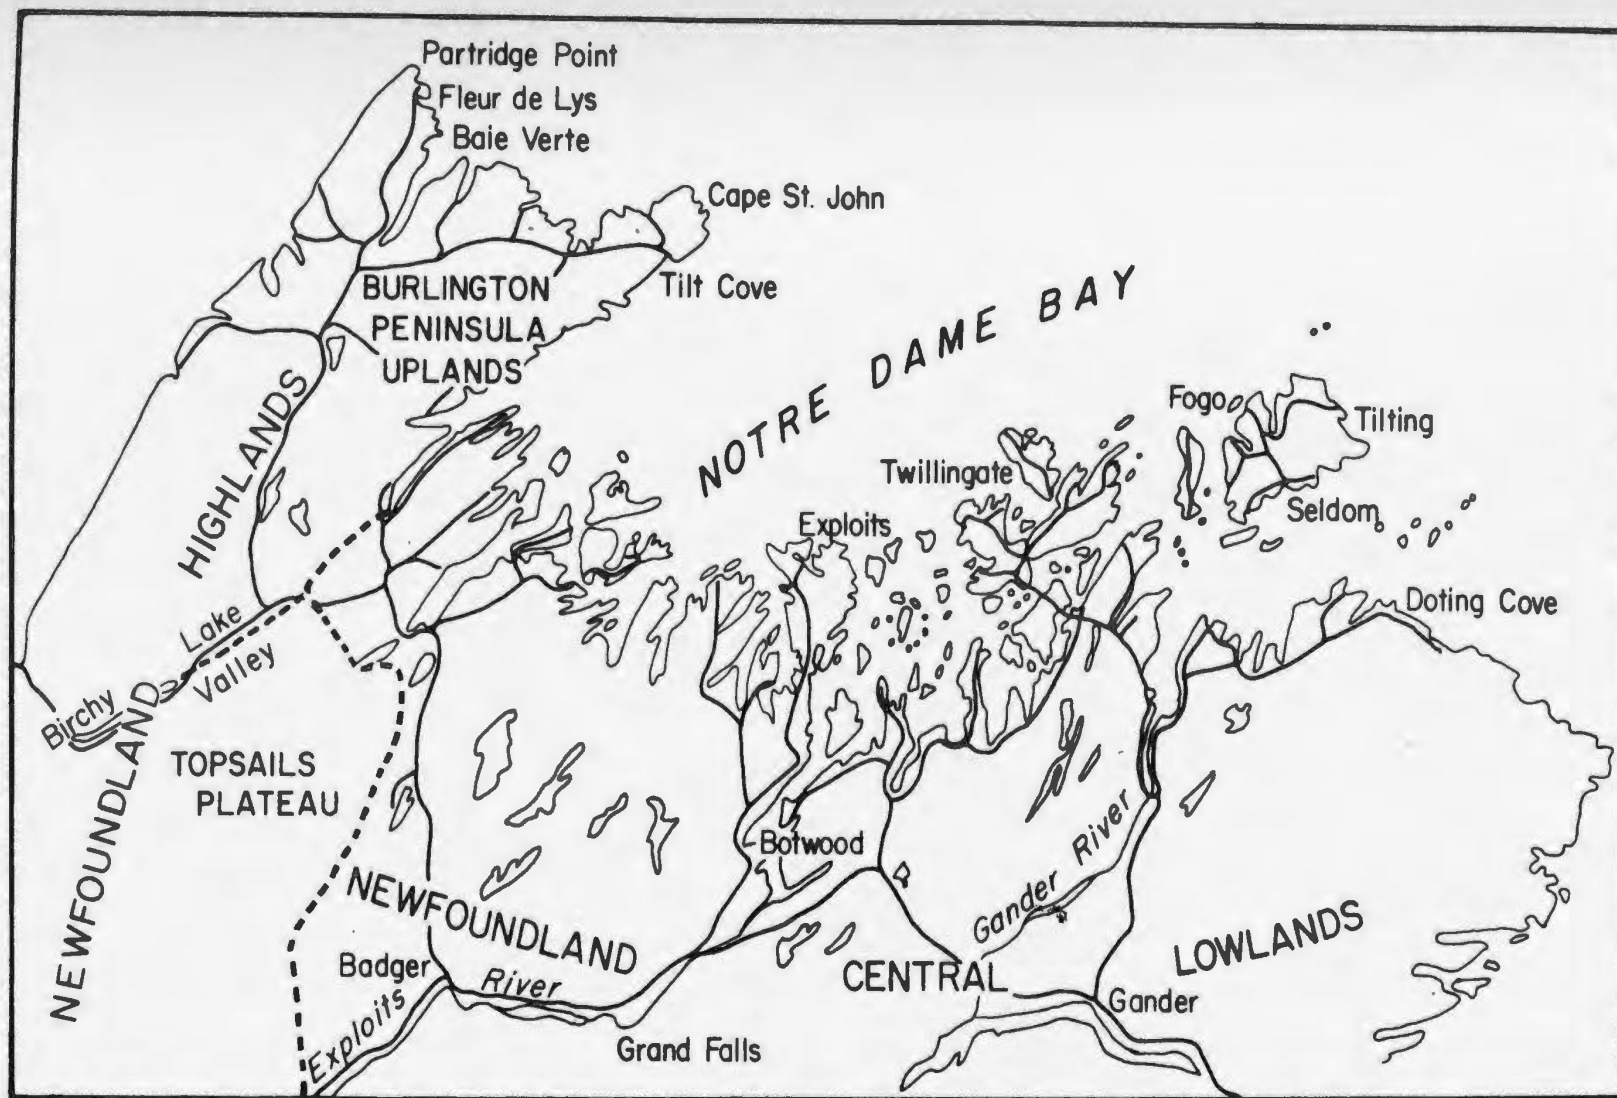 Partridge Point
Fleur de Lys
Baie Verte
Cape St. John
BURLINGTON
PENINSULA
UPLANDS
Tilt Cove
NOTRE DAME BAY
HIGHLANDS
Fogo
Tilting
Twillingate
Seldom
Exploits
Doting Cove
Birchy Lake
Valley
NEWFOUNDLAND
TOPSAILS
PLATEAU
Botwood
Gander River
NEWFOUNDLAND
CENTRAL
LOWLANDS
Badger
Exploits River
Grand Falls
Gander